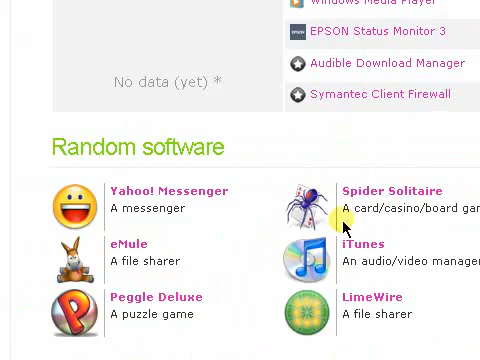 Windows Media Player
EPSON Status Monitor 3
Audible Download Manager
Symantec Client Firewall
No data (yet) *
Random software
Yahoo! Messenger
A messenger
Spider Solitaire
A card/casino/board gam
eMule
A file sharer
iTunes
An audio/video manager
Peggle Deluxe
A puzzle game
LimeWire
A file sharer